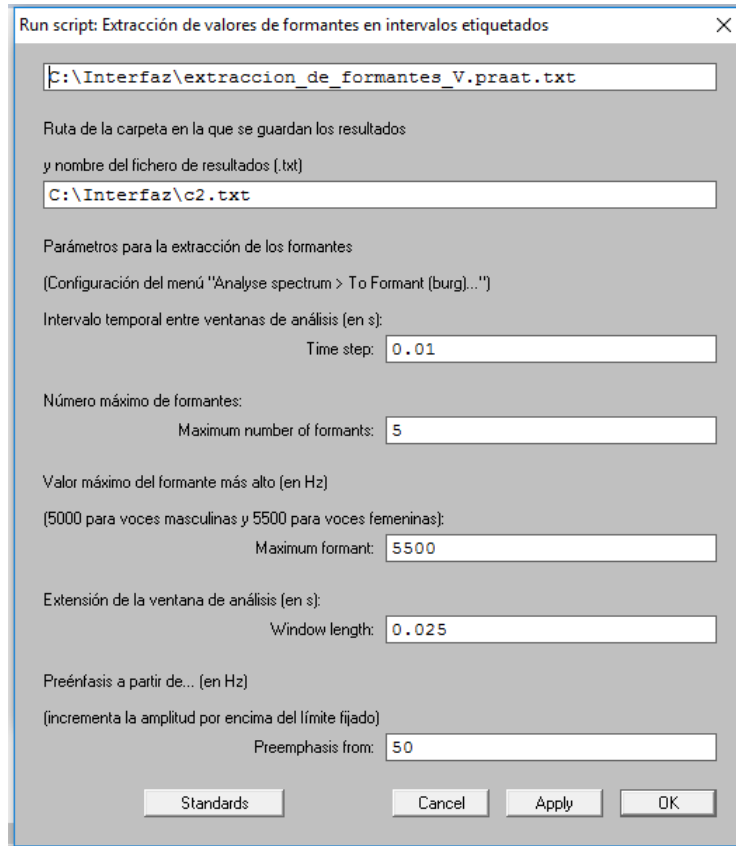 Run script: Extracción de valores de formantes en intervalos etiquetados
C:\Interfaz\extraccion_de_formantes_V.praat.txt
Ruta de la carpeta en la que se guardan los resultados
y nombre del fichero de resultados (.txt)
C:\Interfaz\c2.txt
Parámetros para la extracción de los formantes
(Configuración del menú "Analyse spectrum > To Formant (burg)...")
Intervalo temporal entre ventanas de análisis (en s):
Time step: 0.01
Número máximo de formantes:
Maximum number of formants: 5
Valor máximo del formante más alto (en Hz)
(5000 para voces masculinas y 5500 para voces femeninas):
Maximum formant: 5500
Extensión de la ventana de análisis (en s):
Window length: 0.025
Preénfasis a partir de... (en Hz)
(incrementa la amplitud por encima del límite fijado)
Preemphasis from: 50
Standards Cancel Apply OK